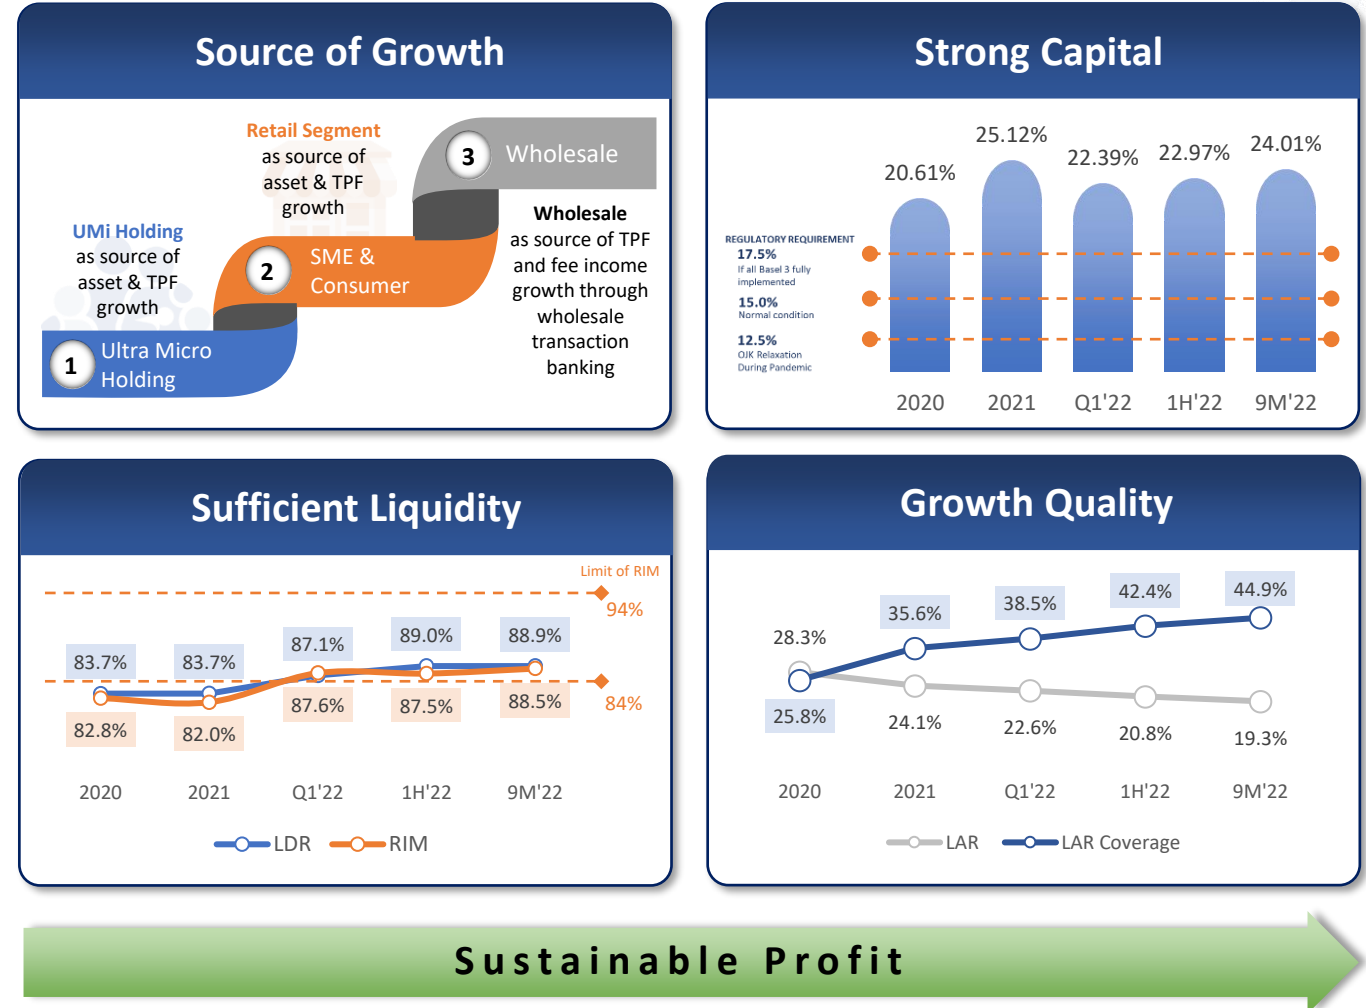 Source of Growth
Retail Segment
as source of
asset & TPF
growth
UMi Holding
as source of
asset & TPF
growth
3 Wholesale
2 SME &
Consumer
1 Ultra Micro
Holding
Wholesale
as source of TPF
and fee income
growth through
wholesale
transaction
banking
Strong Capital
20.61% 25.12% 22.39% 22.97% 24.01%
REGULATORY REQUIREMENT
17.5%
If all Basel 3 fully
implemented
15.0%
Normal condition
12.5%
OJK Relaxation
During Pandemic
2020 2021 Q1'22 1H'22 9M'22
Sufficient Liquidity
Limit of RIM
94%
83.7% 83.7% 87.1% 89.0% 88.9%
84%
82.8% 82.0% 87.6% 87.5% 88.5%
2020 2021 Q1'22 1H'22 9M'22
LDR RIM
Growth Quality
28.3% 35.6% 38.5% 42.4% 44.9%
25.8% 24.1% 22.6% 20.8% 19.3%
2020 2021 Q1'22 1H'22 9M'22
LAR LAR Coverage
Sustainable Profit